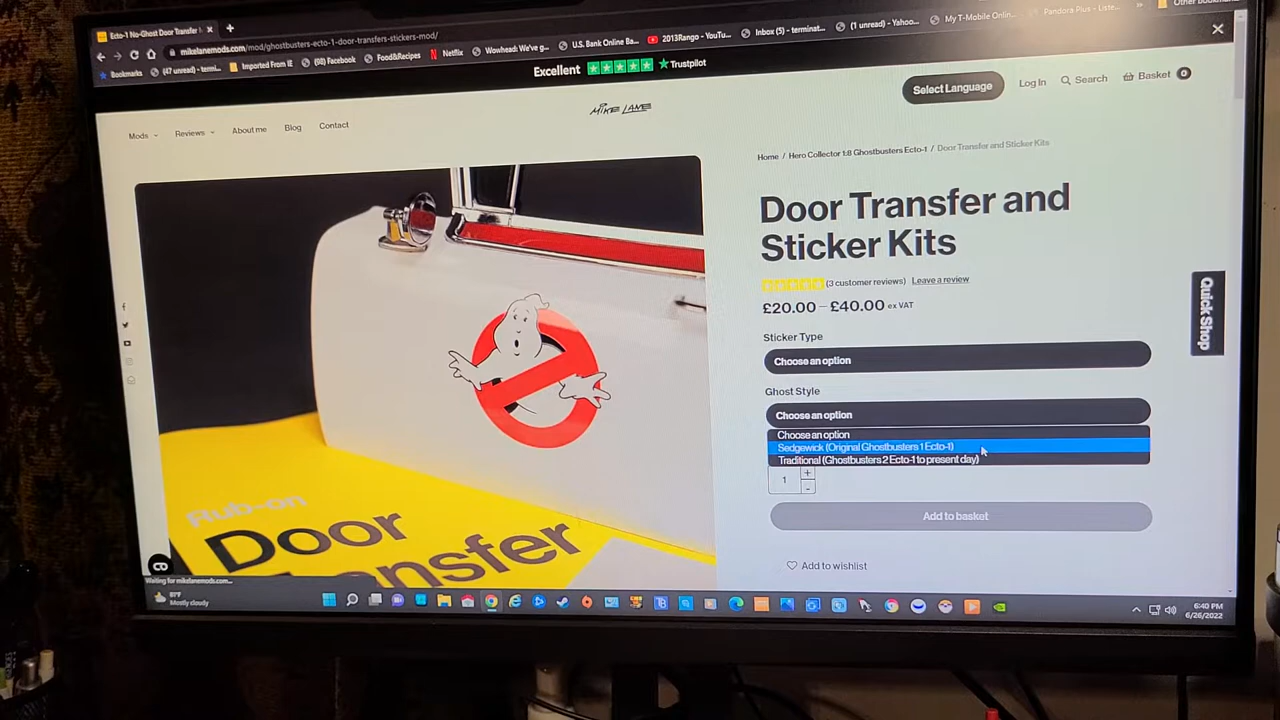 Ecto-1 No-Ghost Door Transfer
mikelanemods.com/mod/ghostbusters-ecto-1-door-transfers-stickers-mod/
Bookmarks
(47 unread) - termi...
Imported From IE
(98) Facebook
Food&Recipes
Netflix
Wowhead: We've g...
U.S. Bank Online Ba...
2013Rango - YouTu...
Inbox (5) - terminat...
(1 unread) - Yahoo...
My T-Mobile Onlin...
Pandora Plus - Liste...
Other bookmarks
Excellent
Trustpilot
Mods
Reviews
About me
Blog
Contact
MIKE LANE
Select Language
Log In
Search
Basket 0
Home / Hero Collector 1:8 Ghostbusters Ecto-1 / Door Transfer and Sticker Kits
Door Transfer and
Sticker Kits
(3 customer reviews) Leave a review
£20.00 – £40.00 ex VAT
Sticker Type
Choose an option
Ghost Style
Choose an option
Choose an option
Sedgewick (Original Ghostbusters 1 Ecto-1)
Traditional (Ghostbusters 2 Ecto-1 to present day)
1
+
-
Add to basket
Add to wishlist
Quick Shop
Rub-on
Door
Transfer
Waiting for mikelanemods.com...
81°F
Mostly cloudy
6:40 PM
6/26/2022